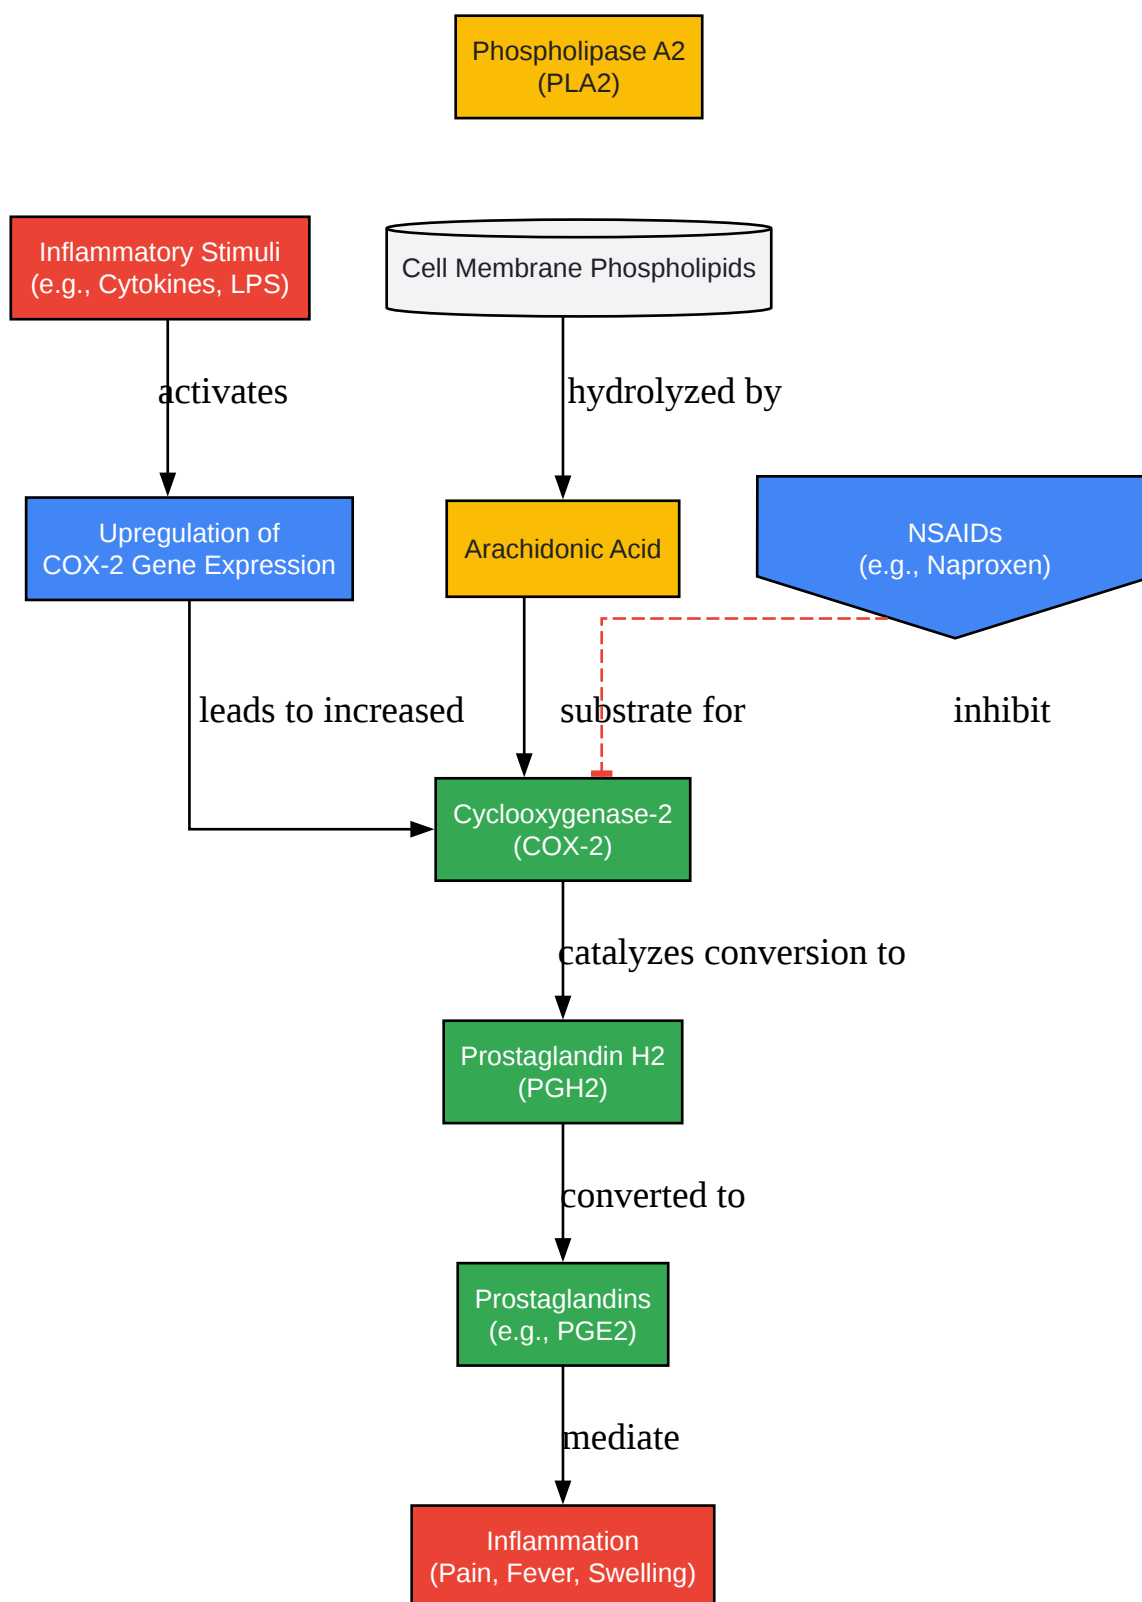 Phospholipase A2
(PLA2)
Inflammatory Stimuli
(e.g., Cytokines, LPS)
Cell Membrane Phospholipids
activates
hydrolyzed by
Upregulation of
COX-2 Gene Expression
Arachidonic Acid
NSAIDs
(e.g., Naproxen)
leads to increased
substrate for
inhibit
Cyclooxygenase-2
(COX-2)
catalyzes conversion to
Prostaglandin H2
(PGH2)
converted to
Prostaglandins
(e.g., PGE2)
mediate
Inflammation
(Pain, Fever, Swelling)